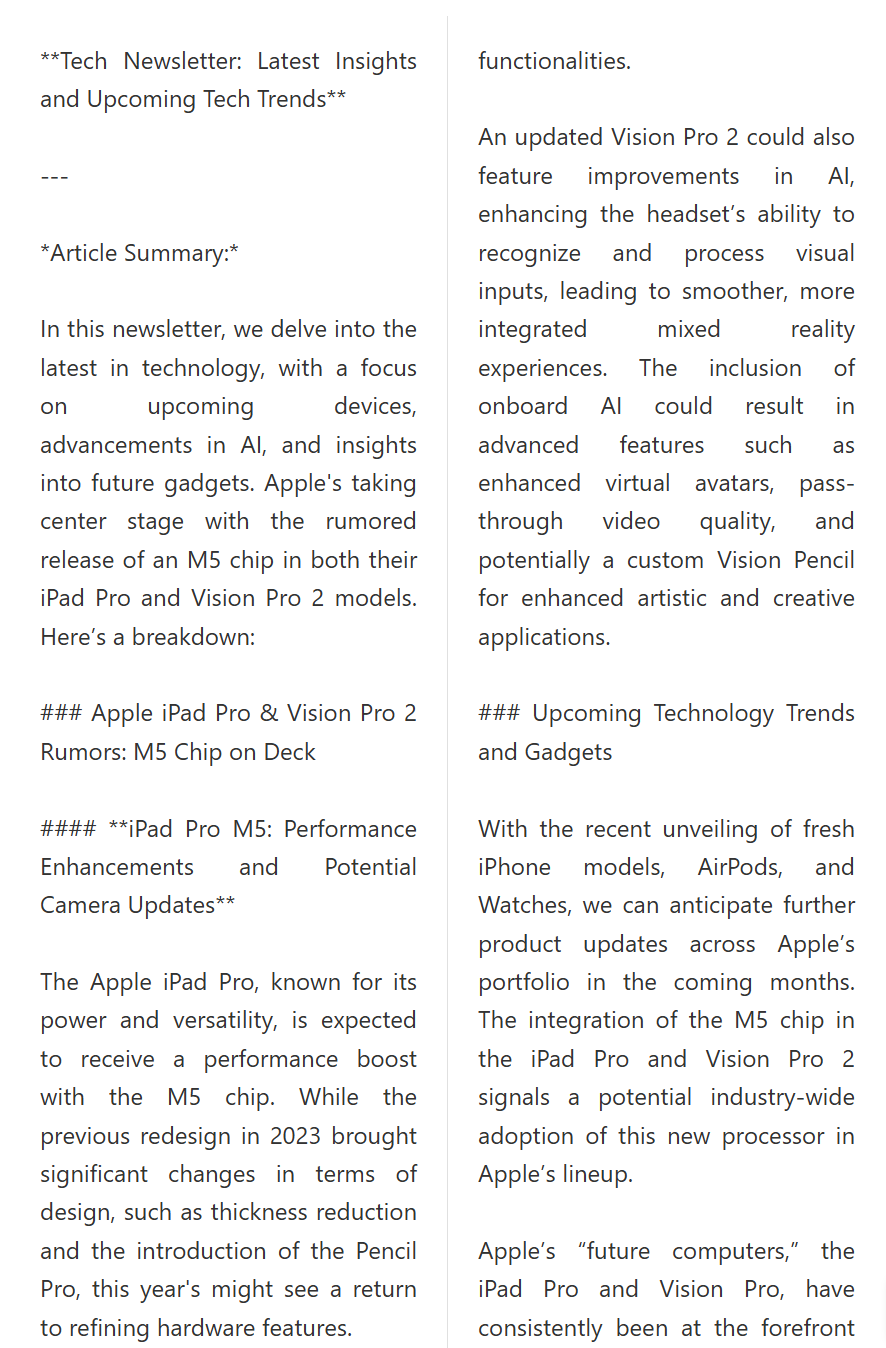 **Tech Newsletter: Latest Insights
and Upcoming Tech Trends**
---
*Article Summary:*
In this newsletter, we delve into the
latest in technology, with a focus
on upcoming devices,
advancements in AI, and insights
into future gadgets. Apple's taking
center stage with the rumored
release of an M5 chip in both their
iPad Pro and Vision Pro 2 models.
Here’s a breakdown:
### Apple iPad Pro & Vision Pro 2
Rumors: M5 Chip on Deck
#### **iPad Pro M5: Performance
Enhancements and Potential
Camera Updates**
The Apple iPad Pro, known for its
power and versatility, is expected
to receive a performance boost
with the M5 chip. While the
previous redesign in 2023 brought
significant changes in terms of
design, such as thickness reduction
and the introduction of the Pencil
Pro, this year's might see a return
to refining hardware features.
functionalities.
An updated Vision Pro 2 could also
feature improvements in AI,
enhancing the headset’s ability to
recognize and process visual
inputs, leading to smoother, more
integrated mixed reality
experiences. The inclusion of
onboard AI could result in
advanced features such as
enhanced virtual avatars, pass-
through video quality, and
potentially a custom Vision Pencil
for enhanced artistic and creative
applications.
### Upcoming Technology Trends
and Gadgets
With the recent unveiling of fresh
iPhone models, AirPods, and
Watches, we can anticipate further
product updates across Apple’s
portfolio in the coming months.
The integration of the M5 chip in
the iPad Pro and Vision Pro 2
signals a potential industry-wide
adoption of this new processor in
Apple’s lineup.
Apple’s “future computers,” the
iPad Pro and Vision Pro, have
consistently been at the forefront